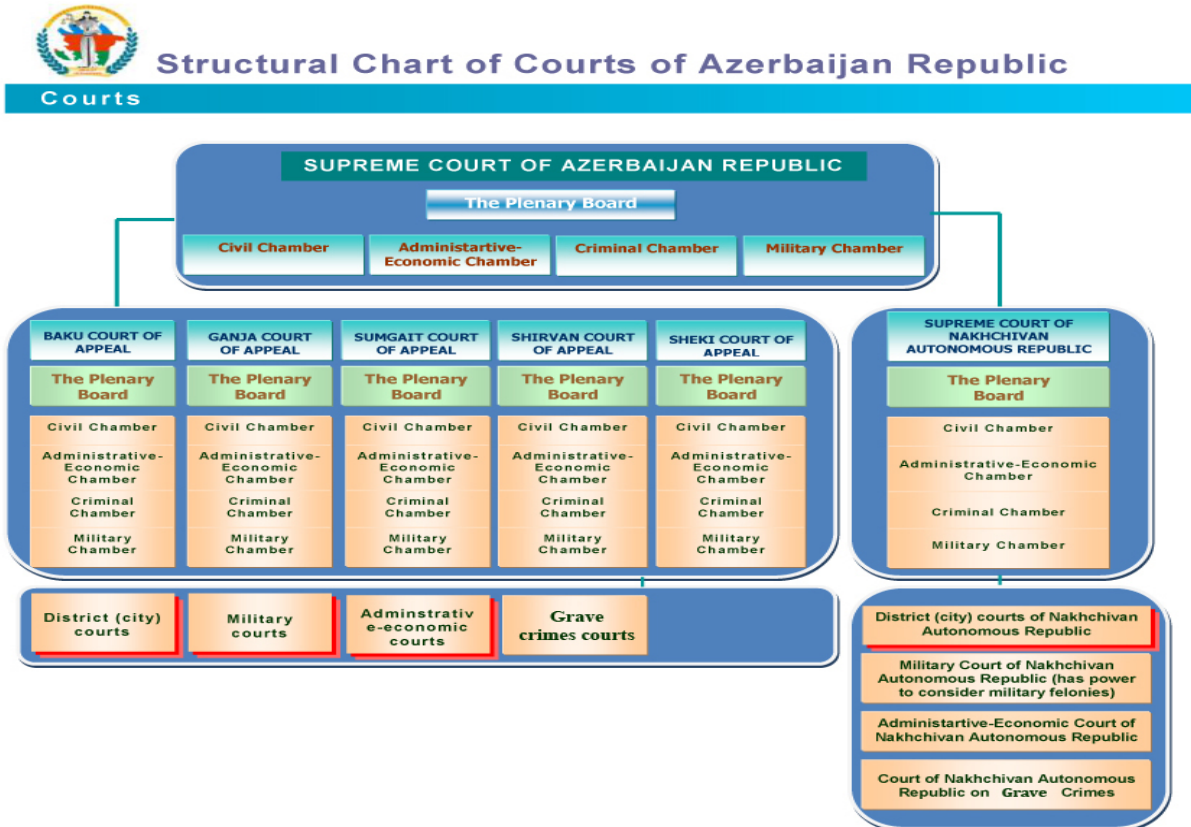 Structural Chart of Courts of Azerbaijan Republic
Courts
SUPREME COURT OF AZERBAIJAN REPUBLIC
The Plenary Board
Civil Chamber
Administartive-
Economic Chamber
Criminal Chamber
Military Chamber
BAKU COURT OF
APPEAL
The Plenary
Board
Civil Chamber
Administrative-
Economic
Chamber
Criminal
Chamber
Military
Chamber
GANJA COURT
OF APPEAL
The Plenary
Board
Civil Chamber
Administrative-
Economic
Chamber
Criminal
Chamber
Military
Chamber
SUMGAIT COURT
OF APPEAL
The Plenary
Board
Civil Chamber
Administrative-
Economic
Chamber
Criminal
Chamber
Military
Chamber
SHIRVAN COURT
OF APPEAL
The Plenary
Board
Civil Chamber
Administrative-
Economic
Chamber
Criminal
Chamber
Military
Chamber
SHEKI COURT OF
APPEAL
The Plenary
Board
Civil Chamber
Administrative-
Economic
Chamber
Criminal
Chamber
Military
Chamber
SUPREME COURT OF
NAKHCHIVAN
AUTONOMOUS REPUBLIC
The Plenary
Board
Civil Chamber
Administrative-Economic
Chamber
Criminal Chamber
Military Chamber
District (city)
courts
Military
courts
Adminstrativ
e-economic
courts
Grave
crimes courts
District (city) courts of Nakhchivan
Autonomous Republic
Military Court of Nakhchivan
Autonomous Republic (has power
to consider military felonies)
Administartive-Economic Court of
Nakhchivan Autonomous Republic
Court of Nakhchivan Autonomous
Republic on Grave Crimes